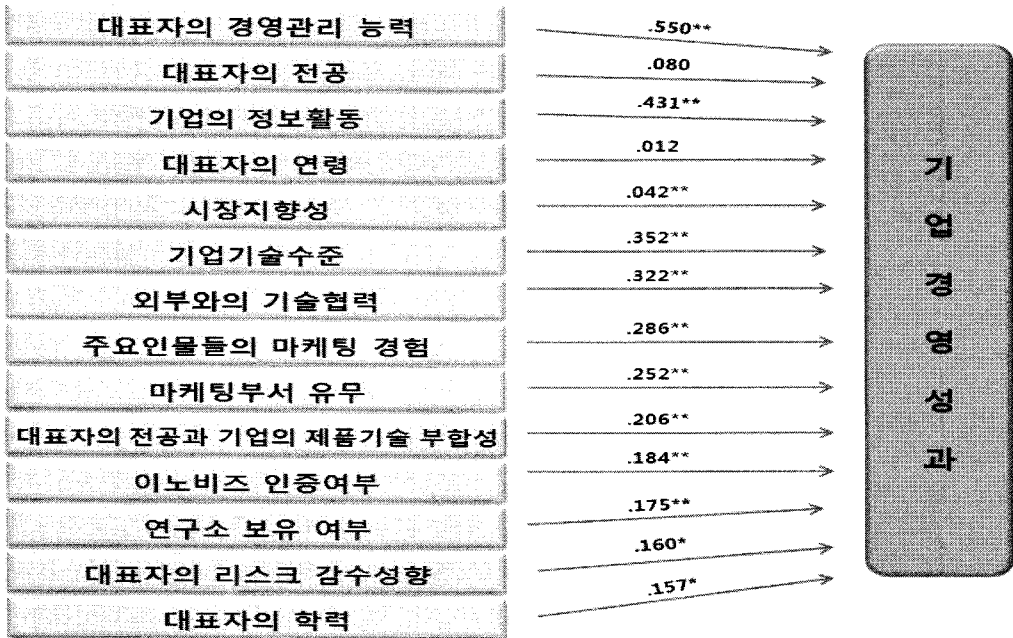 대표자의 경영관리 능력
대표자의 전공
기업의 정보활동
대표자의 연령
시장지향성
기업기술수준
외부와의 기술협력
주요인물들의 마케팅 경험
마케팅부서 유무
대표자의 전공과 기업의 제품기술 부합성
이노비즈 인증여부
연구소 보유 여부
대표자의 리스크 감수성향
대표자의 학력
.550**
.080
.431**
.012
.042**
.352**
.322**
.286**
.252**
.206**
.184**
.175**
.160*
.157*
기업경영성과